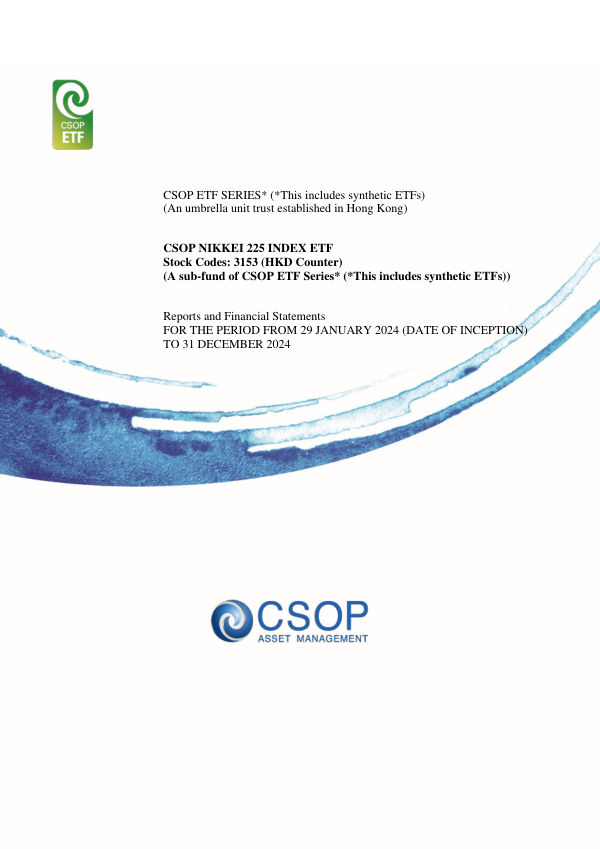 CSOP
ETF
CSOP ETF SERIES* (*This includes synthetic ETFs)
(An umbrella unit trust established in Hong Kong)
CSOP NIKKEI 225 INDEX ETF
Stock Codes: 3153 (HKD Counter)
(A sub-fund of CSOP ETF Series* (*This includes synthetic ETFs))
Reports and Financial Statements
FOR THE PERIOD FROM 29 JANUARY 2024 (DATE OF INCEPTION)
TO 31 DECEMBER 2024
CSOP
ASSET MANAGEMENT